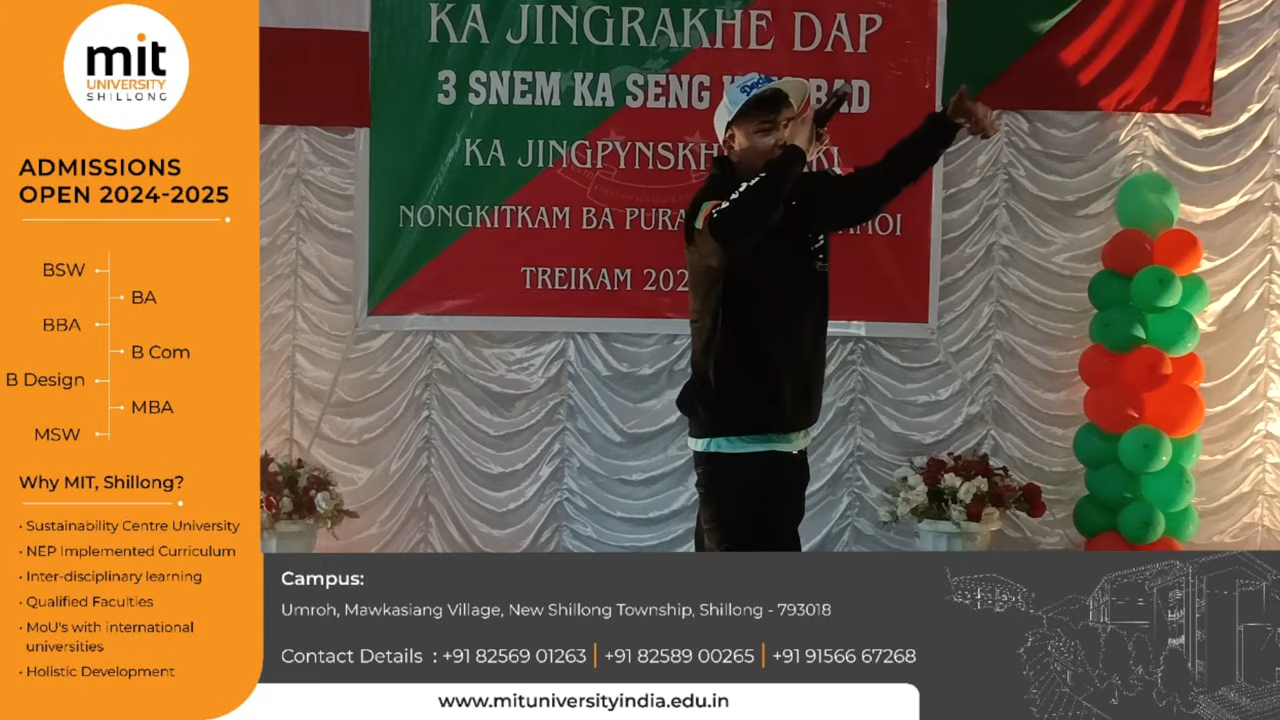 mit
UNIVERSITY
SHILLONG
ADMISSIONS
OPEN 2024-2025
BSW
BA
BBA
B Com
B Design
MBA
MSW
Why MIT, Shillong?
· Sustainability Centre University
· NEP Implemented Curriculum
· Inter-disciplinary learning
· Qualified Faculties
· MoU's with international
universities
· Holistic Development
KA JINGRAKHE DAP
3 SNEM KA SENG
KA
NONGKITKAM BA
TREIKAM
Campus:
Umroh, Mawkasiang Village, New Shillong Township, Shillong - 793018
Contact Details : +91 82569 01263 | +91 82589 00265 | +91 91566 67268
www.mituniversityindia.edu.in